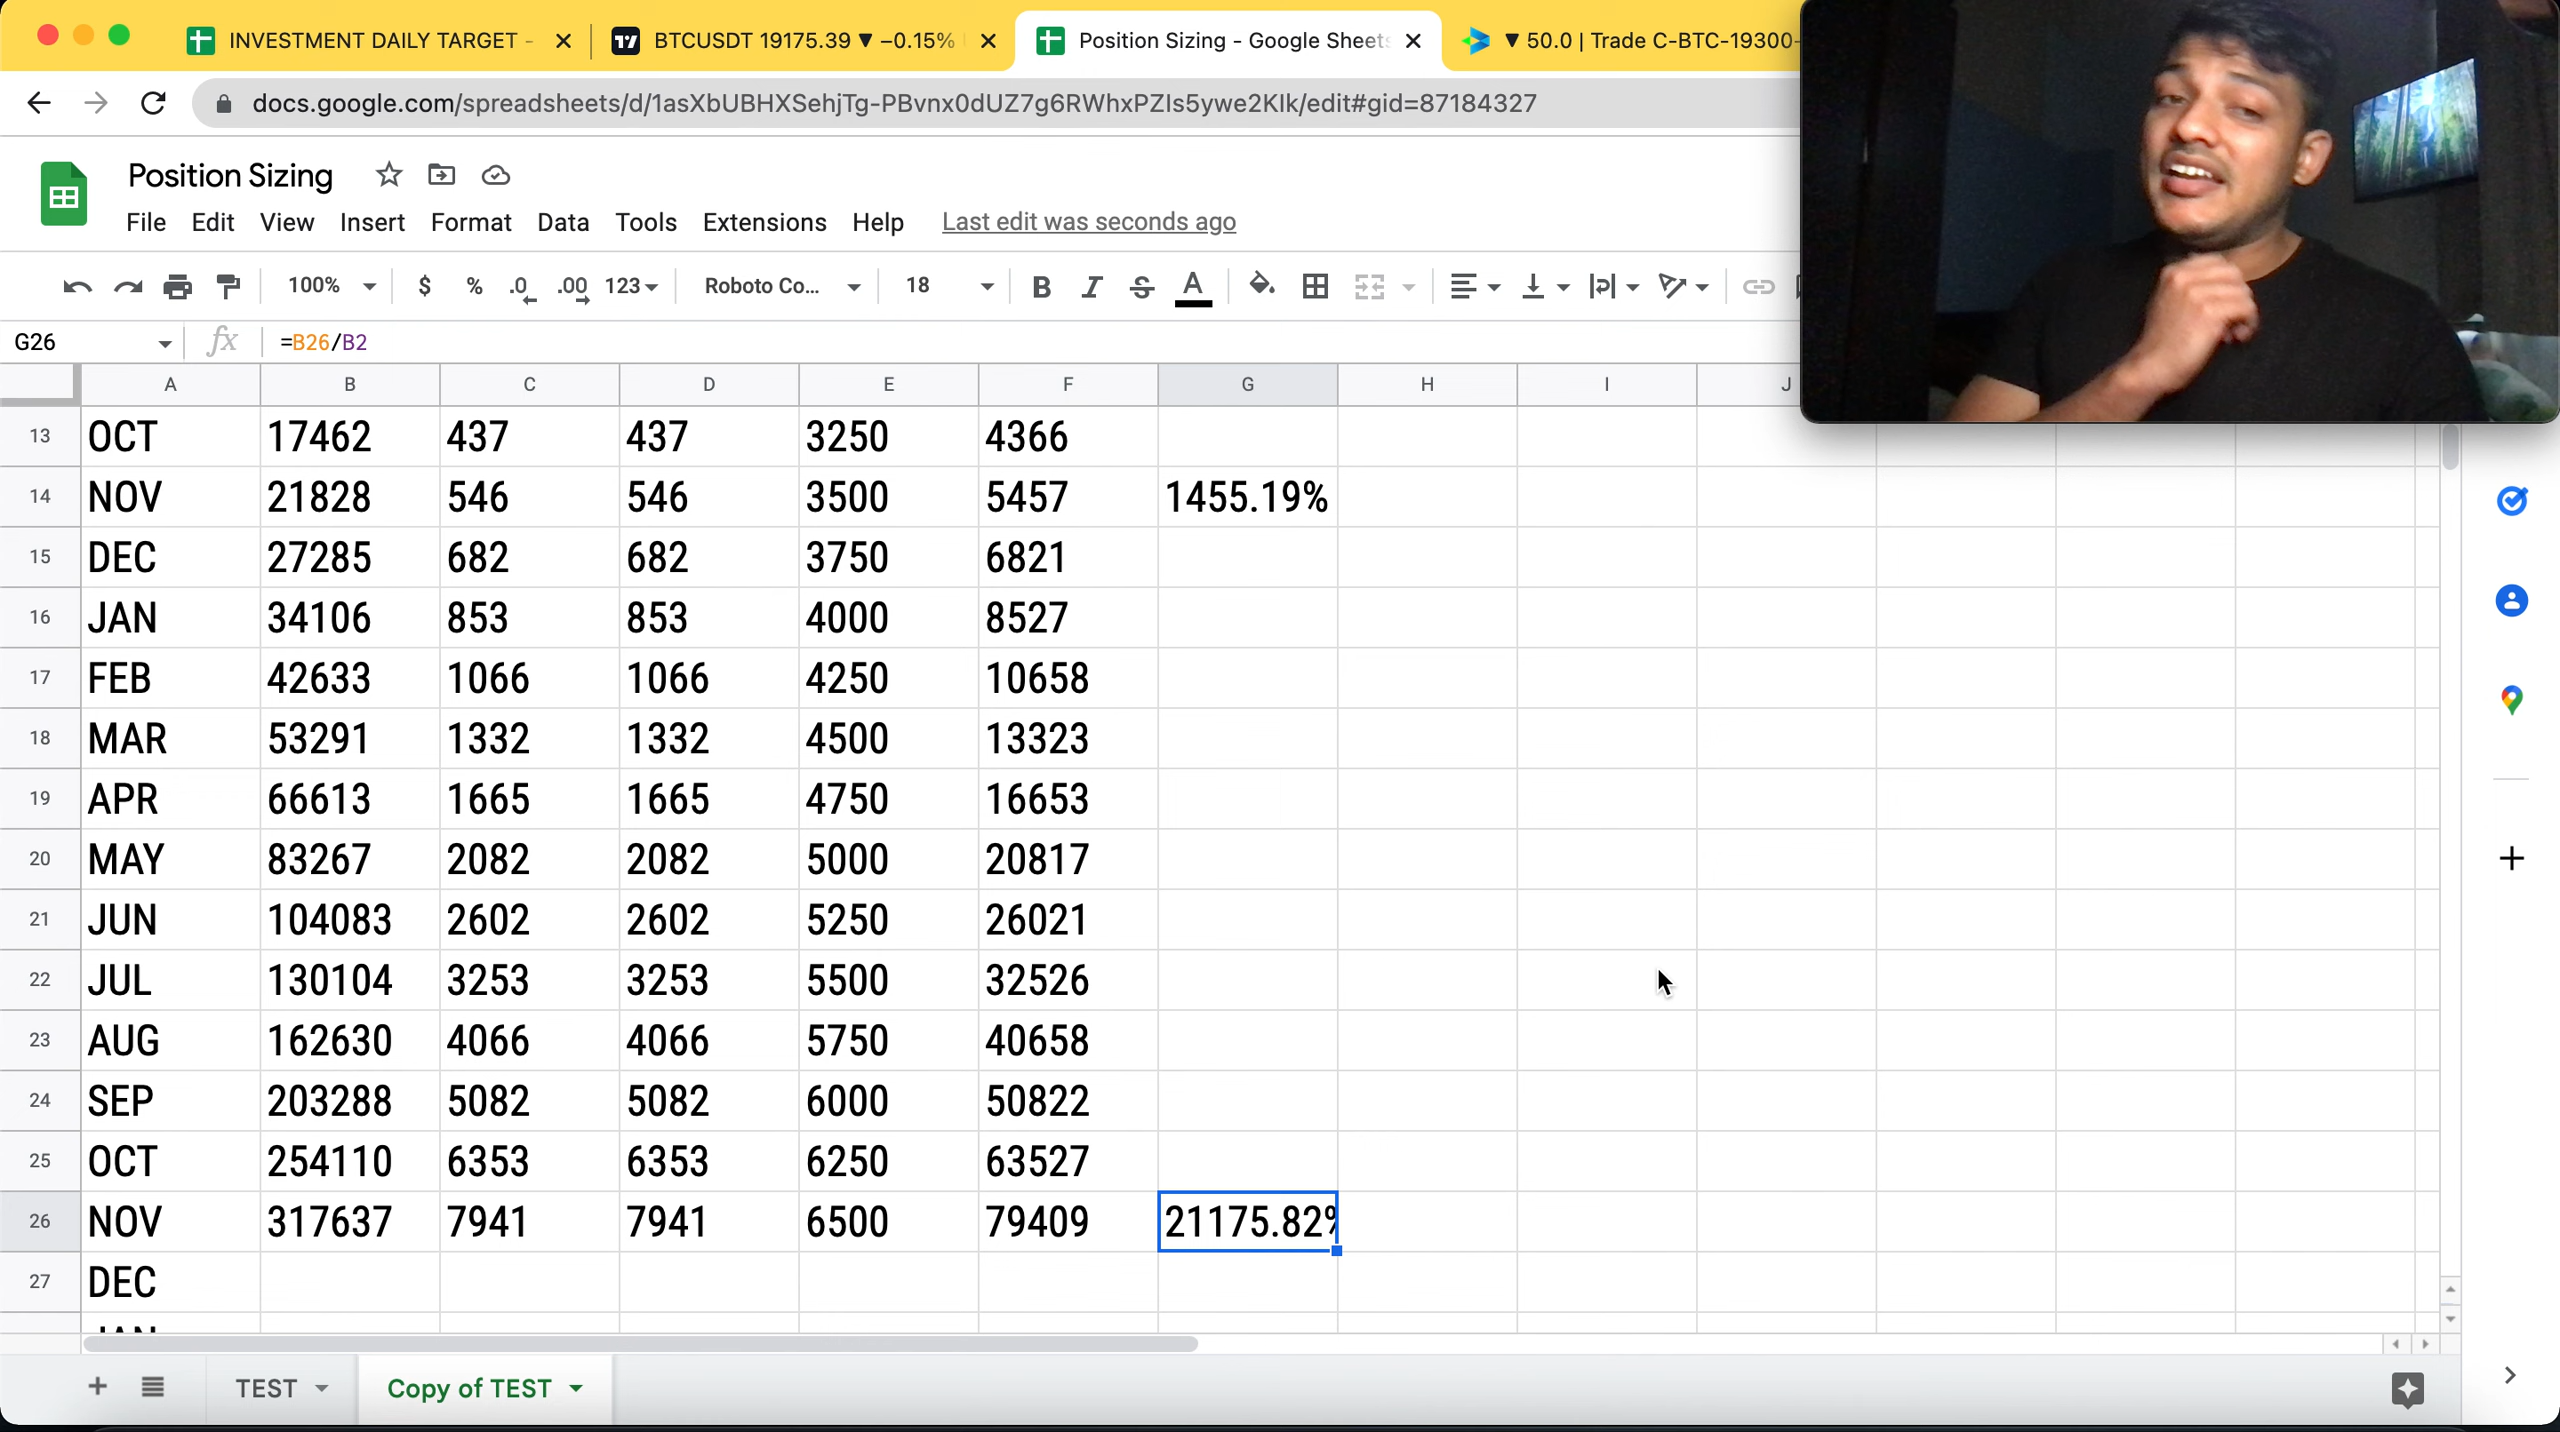 INVESTMENT DAILY TARGET -
BTCUSDT 19175.39 ▼ −0.15%
Position Sizing - Google Sheets
▼ 50.0 | Trade C-BTC-19300-
docs.google.com/spreadsheets/d/1asXbUBHXSehjTg-PBvnx0dUZ7g6RWhxPZIs5ywe2KIk/edit#gid=87184327
Position Sizing
File Edit View Insert Format Data Tools Extensions Help Last edit was seconds ago
100% $ % .0 .00 123 Roboto Co... 18 B I S A
G26 fx =B26/B2
A B C D E F G H I J
13 OCT 17462 437 437 3250 4366
14 NOV 21828 546 546 3500 5457 1455.19%
15 DEC 27285 682 682 3750 6821
16 JAN 34106 853 853 4000 8527
17 FEB 42633 1066 1066 4250 10658
18 MAR 53291 1332 1332 4500 13323
19 APR 66613 1665 1665 4750 16653
20 MAY 83267 2082 2082 5000 20817
21 JUN 104083 2602 2602 5250 26021
22 JUL 130104 3253 3253 5500 32526
23 AUG 162630 4066 4066 5750 40658
24 SEP 203288 5082 5082 6000 50822
25 OCT 254110 6353 6353 6250 63527
26 NOV 317637 7941 7941 6500 79409 21175.82%
27 DEC
TEST Copy of TEST